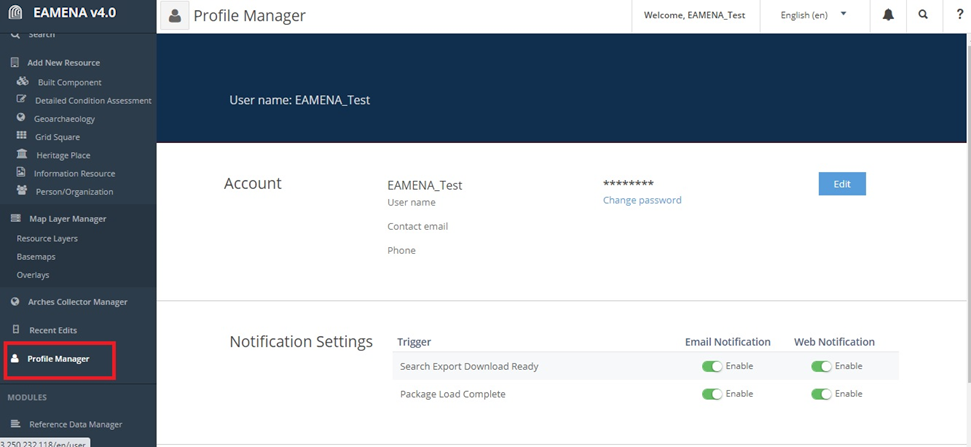 EAMENA v4.0
Search
Add New Resource
Built Component
Detailed Condition Assessment
Geoarchaeology
Grid Square
Heritage Place
Information Resource
Person/Organization
Map Layer Manager
Resource Layers
Basemaps
Overlays
Arches Collector Manager
Recent Edits
Profile Manager
MODULES
Reference Data Manager
3.250.232.118/en/user
Profile Manager
Welcome, EAMENA_Test
English (en)
?
User name: EAMENA_Test
Account
EAMENA_Test
********
Edit
User name
Change password
Contact email
Phone
Notification Settings
Trigger Email Notification Web Notification
Search Export Download Ready Enable Enable
Package Load Complete Enable Enable